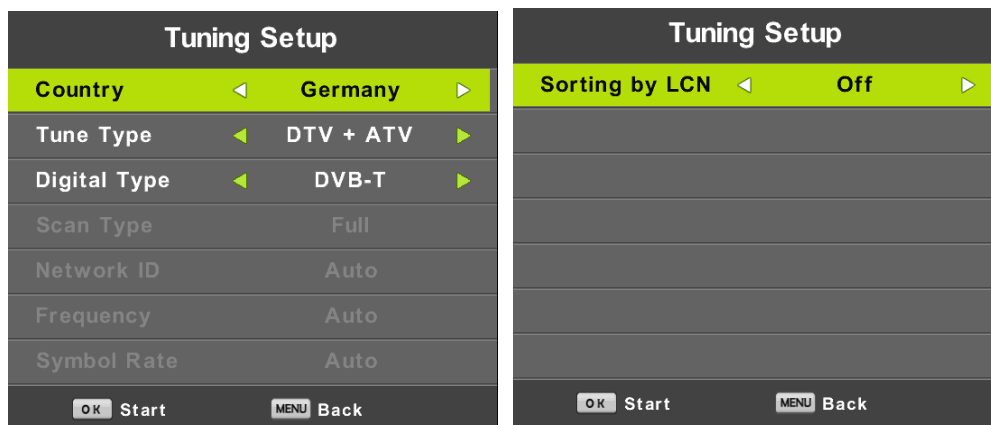 Tuning Setup
Country Germany
Tune Type DTV + ATV
Digital Type DVB-T
Scan Type Full
Network ID Auto
Frequency Auto
Symbol Rate Auto
OK Start MENU Back
Tuning Setup
Sorting by LCN Off
OK Start MENU Back